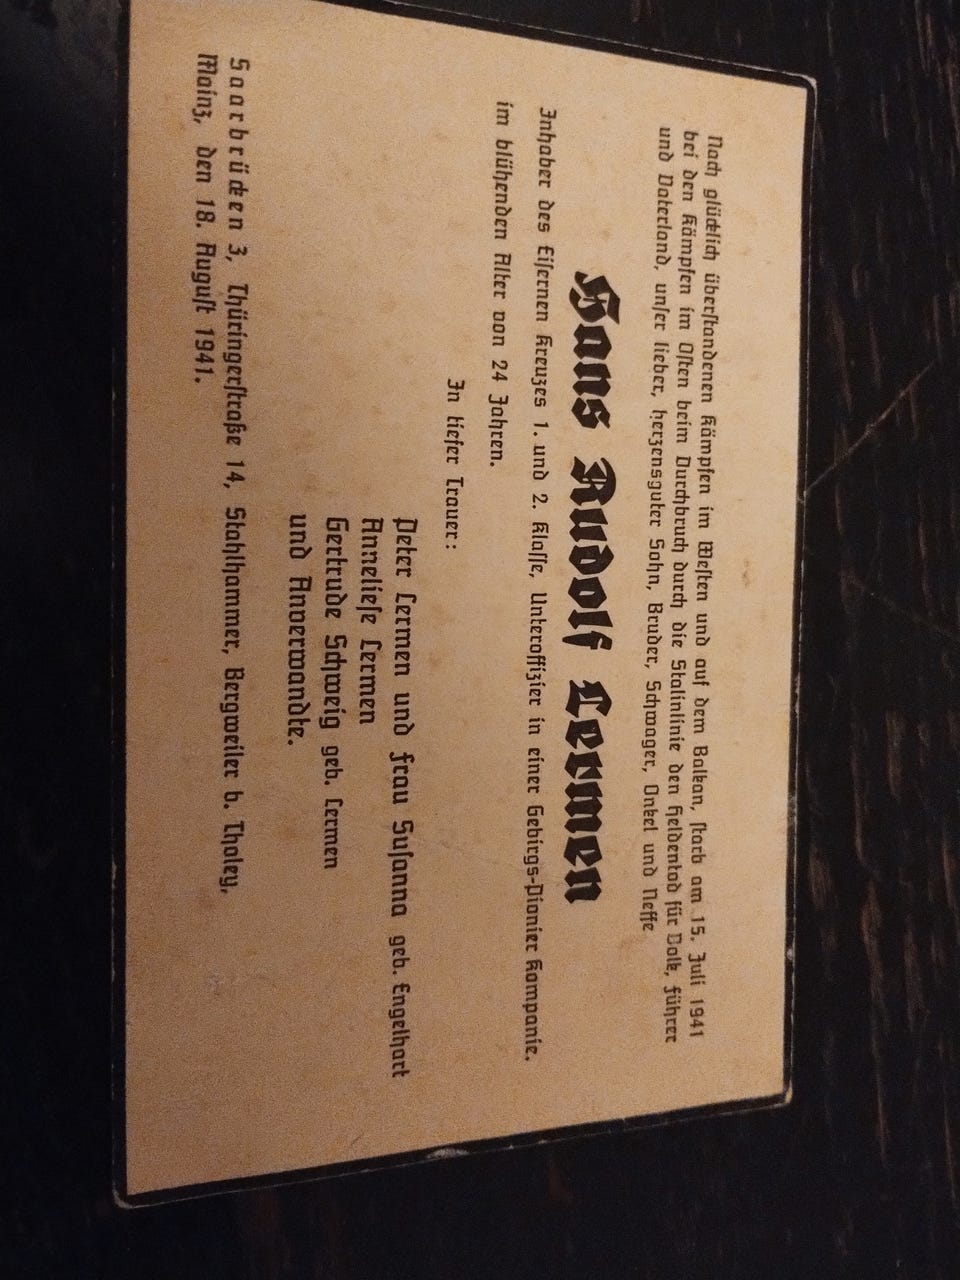 Nach glücklich überstandenen Kämpfen im Westen und auf dem Balkan, starb am 15. Juli 1941
bei den Kämpfen im Osten beim Durchbruch durch die Stalinlinie den Heldentod für Volk, Führer
und Vaterland, unser lieber, herzensguter Sohn, Bruder, Schwager, Onkel und Neffe
Hans Rudolf Lermen
Inhaber des Eisernen Kreuzes 1. und 2. Klasse, Unteroffizier in einer Gebirgs-Pionier Kompanie.
im blühenden Alter von 24 Jahren.
In tiefer Trauer:
Peter Lermen und Frau Susanna geb. Engelhart
Anneliese Lermen
Gertrude Schweig geb. Lermen
und Anverwandte.
Saarbrücken 3, Thüringerstraße 14, Stahlhammer, Bergweiler b. Tholey,
Mainz, den 18. August 1941.